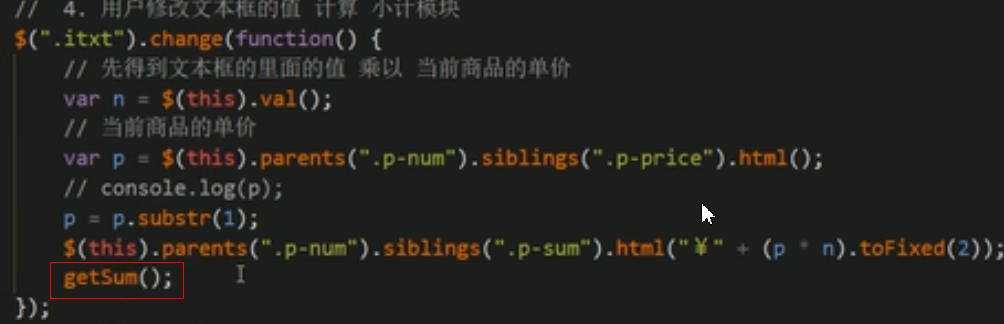 // 4. 用户修改文本框的值 计算 小计模块
$(".itxt").change(function() {
// 先得到文本框的里面的值 乘以 当前商品的单价
var n = $(this).val();
// 当前商品的单价
var p = $(this).parents(".p-num").siblings(".p-price").html();
// console.log(p);
p = p.substr(1);
$(this).parents(".p-num").siblings(".p-sum").html("￥" + (p * n).toFixed(2));
getSum();
});